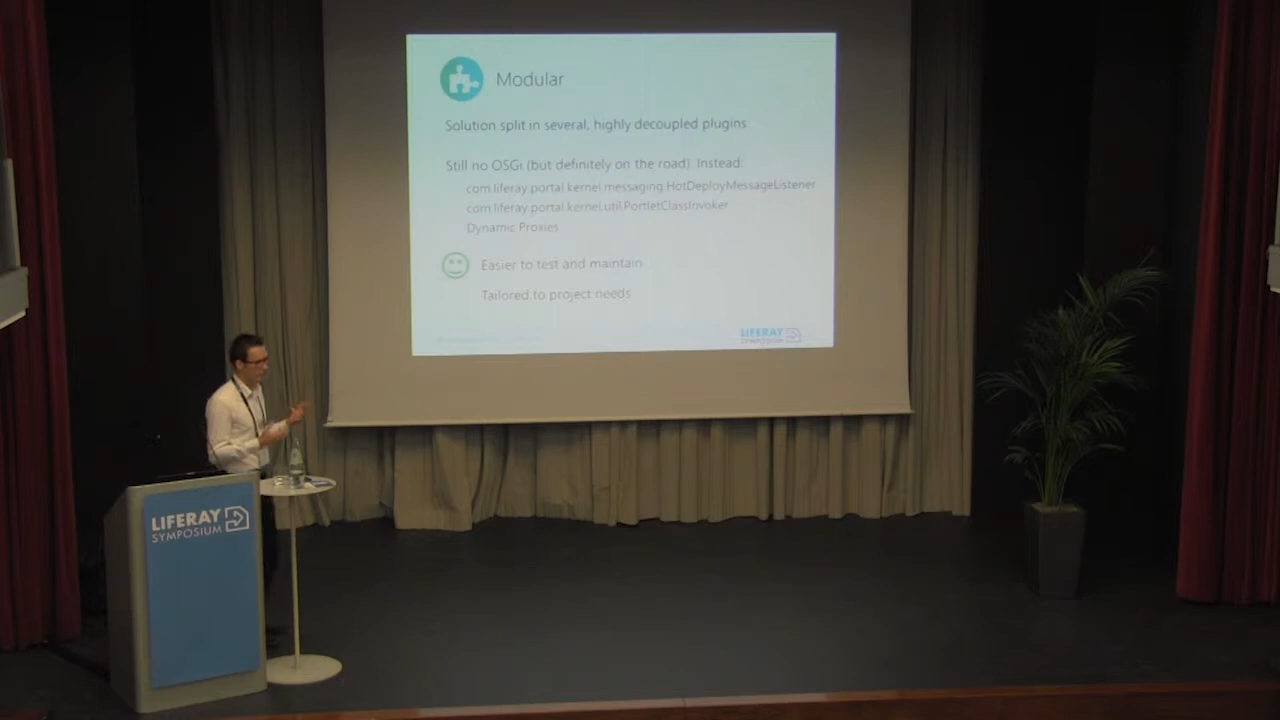 Modular
Solution split in several, highly decoupled plugins
Still no OSGi (but definitely on the road). Instead:
com.liferay.portal.kernel.messaging.HotDeployMessageListener
com.liferay.portal.kernel.util.PortletClassInvoker
Dynamic Proxies
Easier to test and maintain
Tailored to project needs
LIFERAY
SYMPOSIUM
LIFERAY
SYMPOSIUM